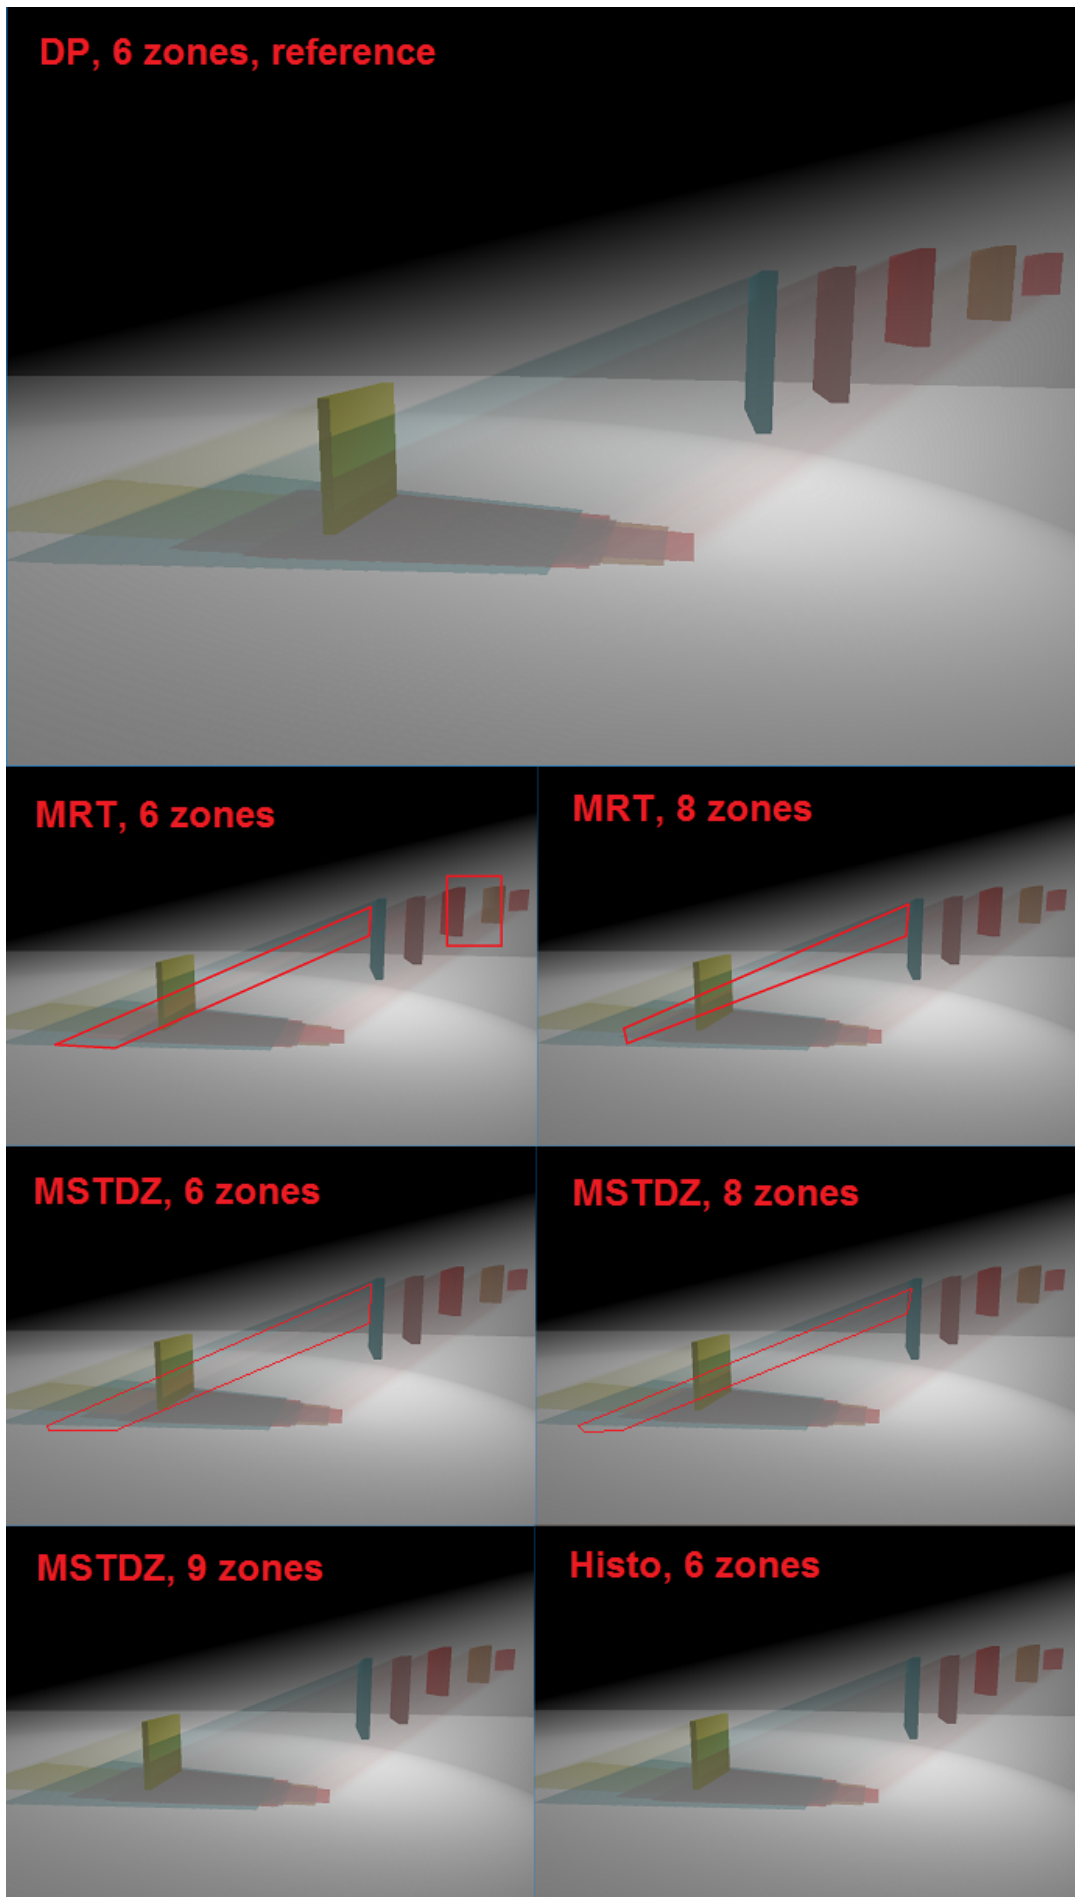 DP, 6 zones, reference
MRT, 6 zones
MRT, 8 zones
MSTDZ, 6 zones
MSTDZ, 8 zones
MSTDZ, 9 zones
Histo, 6 zones